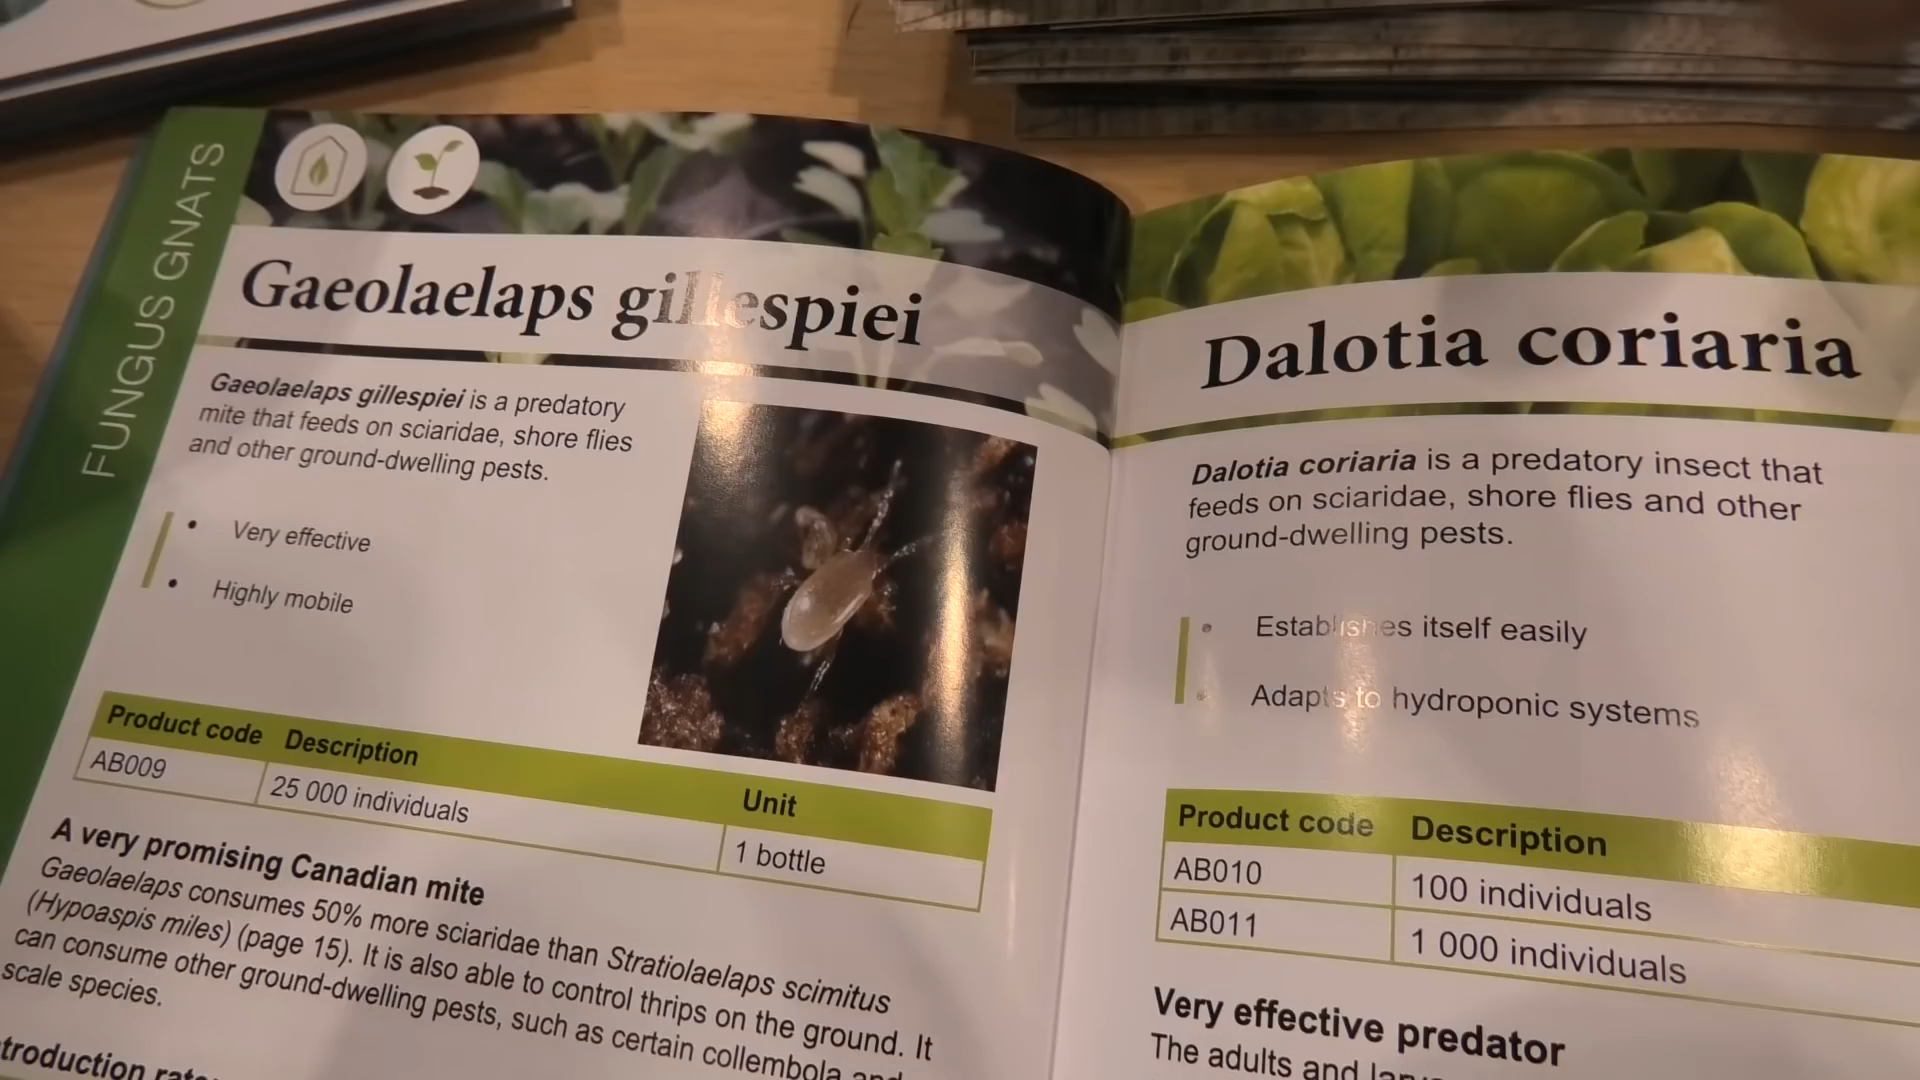 FUNGUS GNATS
Gaeolaelaps gillespiei
Gaeolaelaps gillespiei is a predatory
mite that feeds on sciaridae, shore flies
and other ground-dwelling pests.
• Very effective
• Highly mobile
Product code Description Unit
AB009 25 000 individuals 1 bottle
A very promising Canadian mite
Gaeolaelaps consumes 50% more sciaridae than Stratiolaelaps scimitus
(Hypoaspis miles) (page 15). It is also able to control thrips on the ground. It
can consume other ground-dwelling pests, such as certain collembola and
scale species.
Dalotia coriaria
Dalotia coriaria is a predatory insect that
feeds on sciaridae, shore flies and other
ground-dwelling pests.
• Establishes itself easily
• Adapts to hydroponic systems
Product code Description
AB010 100 individuals
AB011 1 000 individuals
Very effective predator
The adults and